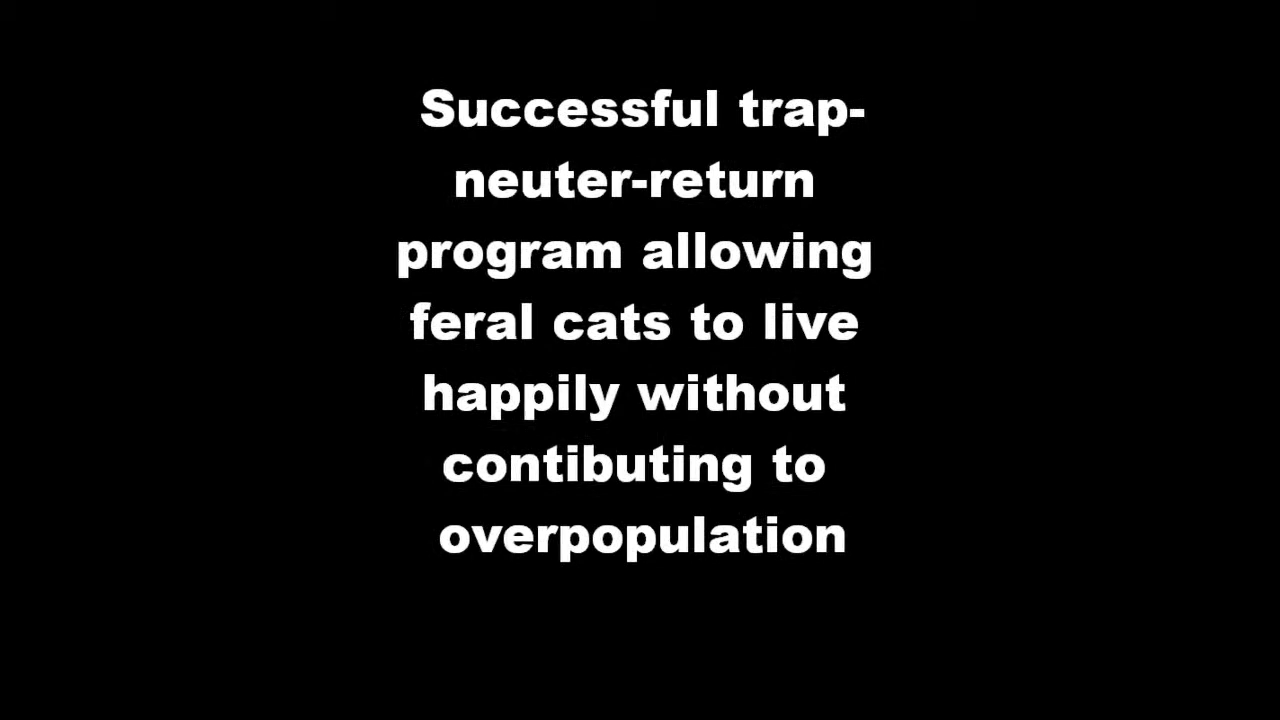 Successful trap-
neuter-return
program allowing
feral cats to live
happily without
contibuting to
overpopulation